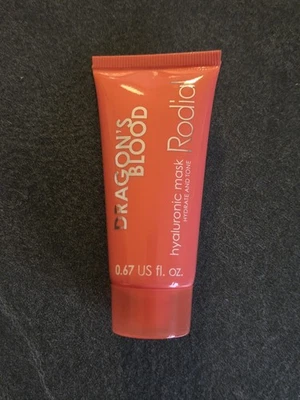 DRAGON'S
BLOOD
Rodial
hyaluronic mask
HYDRATE AND TONE
0.67 US fl. oz.